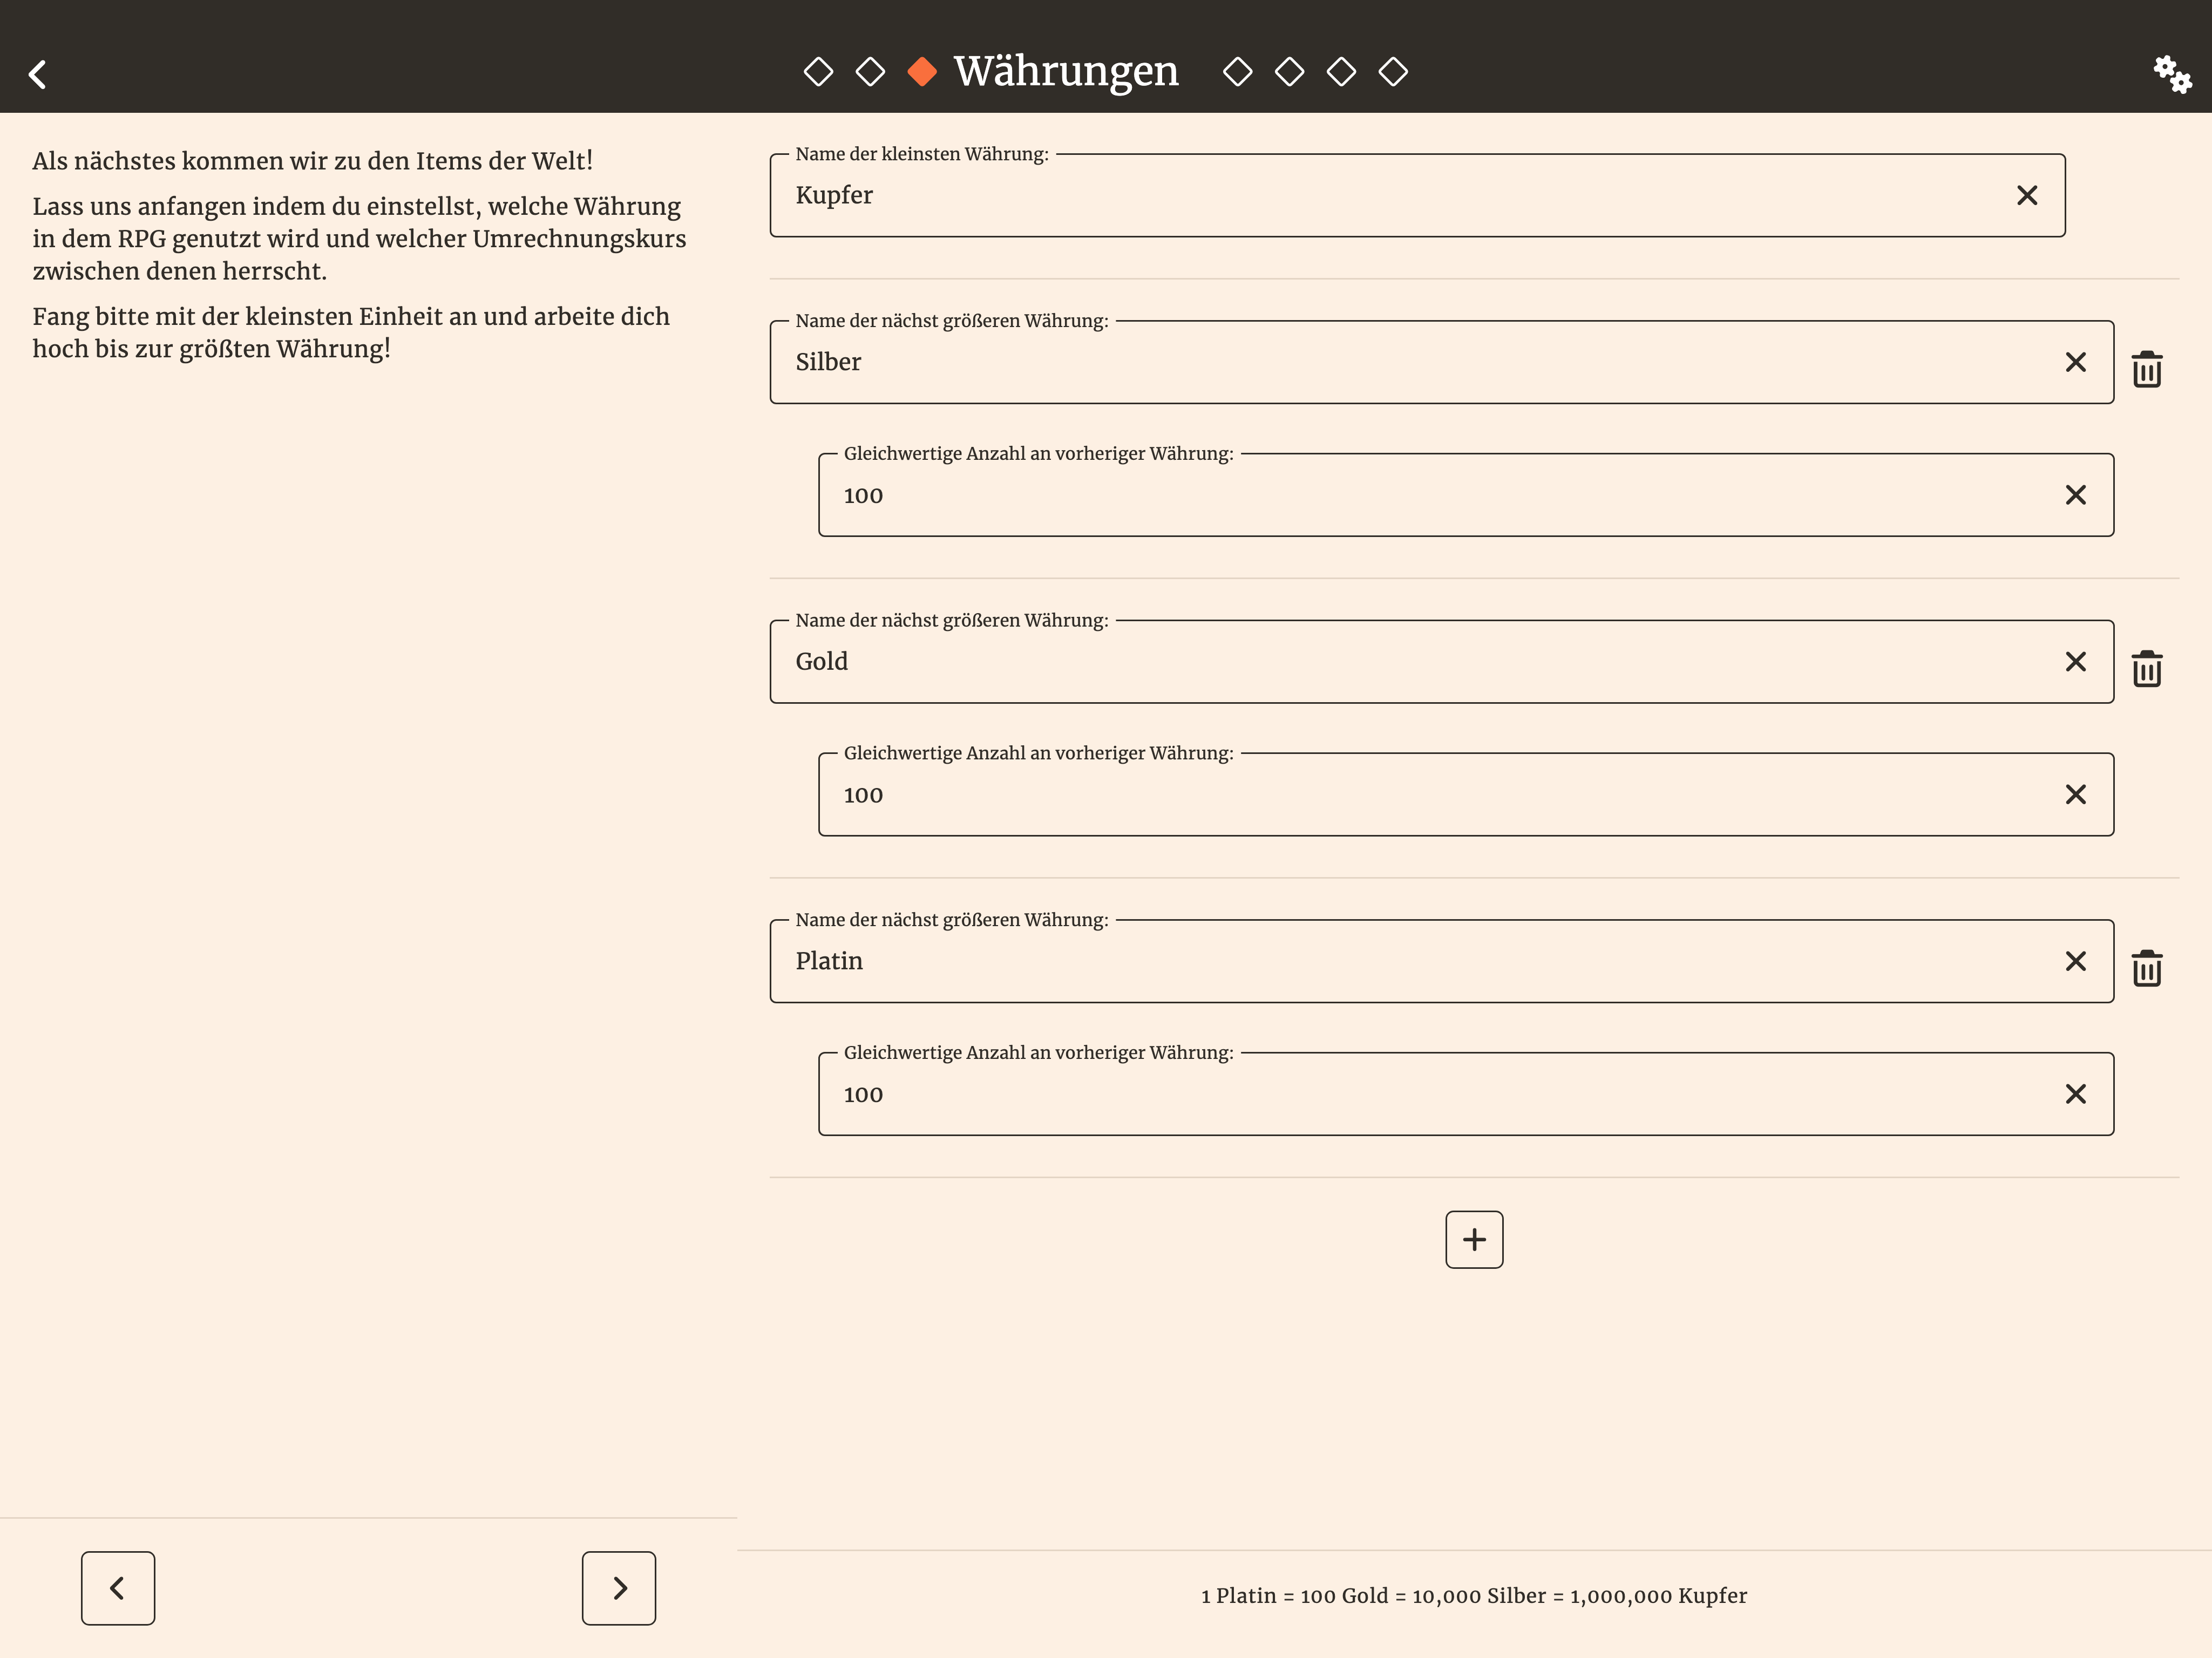 Währungen
Als nächstes kommen wir zu den Items der Welt!
Lass uns anfangen indem du einstellst, welche Währung
in dem RPG genutzt wird und welcher Umrechnungskurs
zwischen denen herrscht.
Fang bitte mit der kleinsten Einheit an und arbeite dich
hoch bis zur größten Währung!
Name der kleinsten Währung:
Kupfer
Name der nächst größeren Währung:
Silber
Gleichwertige Anzahl an vorheriger Währung:
100
Name der nächst größeren Währung:
Gold
Gleichwertige Anzahl an vorheriger Währung:
100
Name der nächst größeren Währung:
Platin
Gleichwertige Anzahl an vorheriger Währung:
100
1 Platin = 100 Gold = 10,000 Silber = 1,000,000 Kupfer